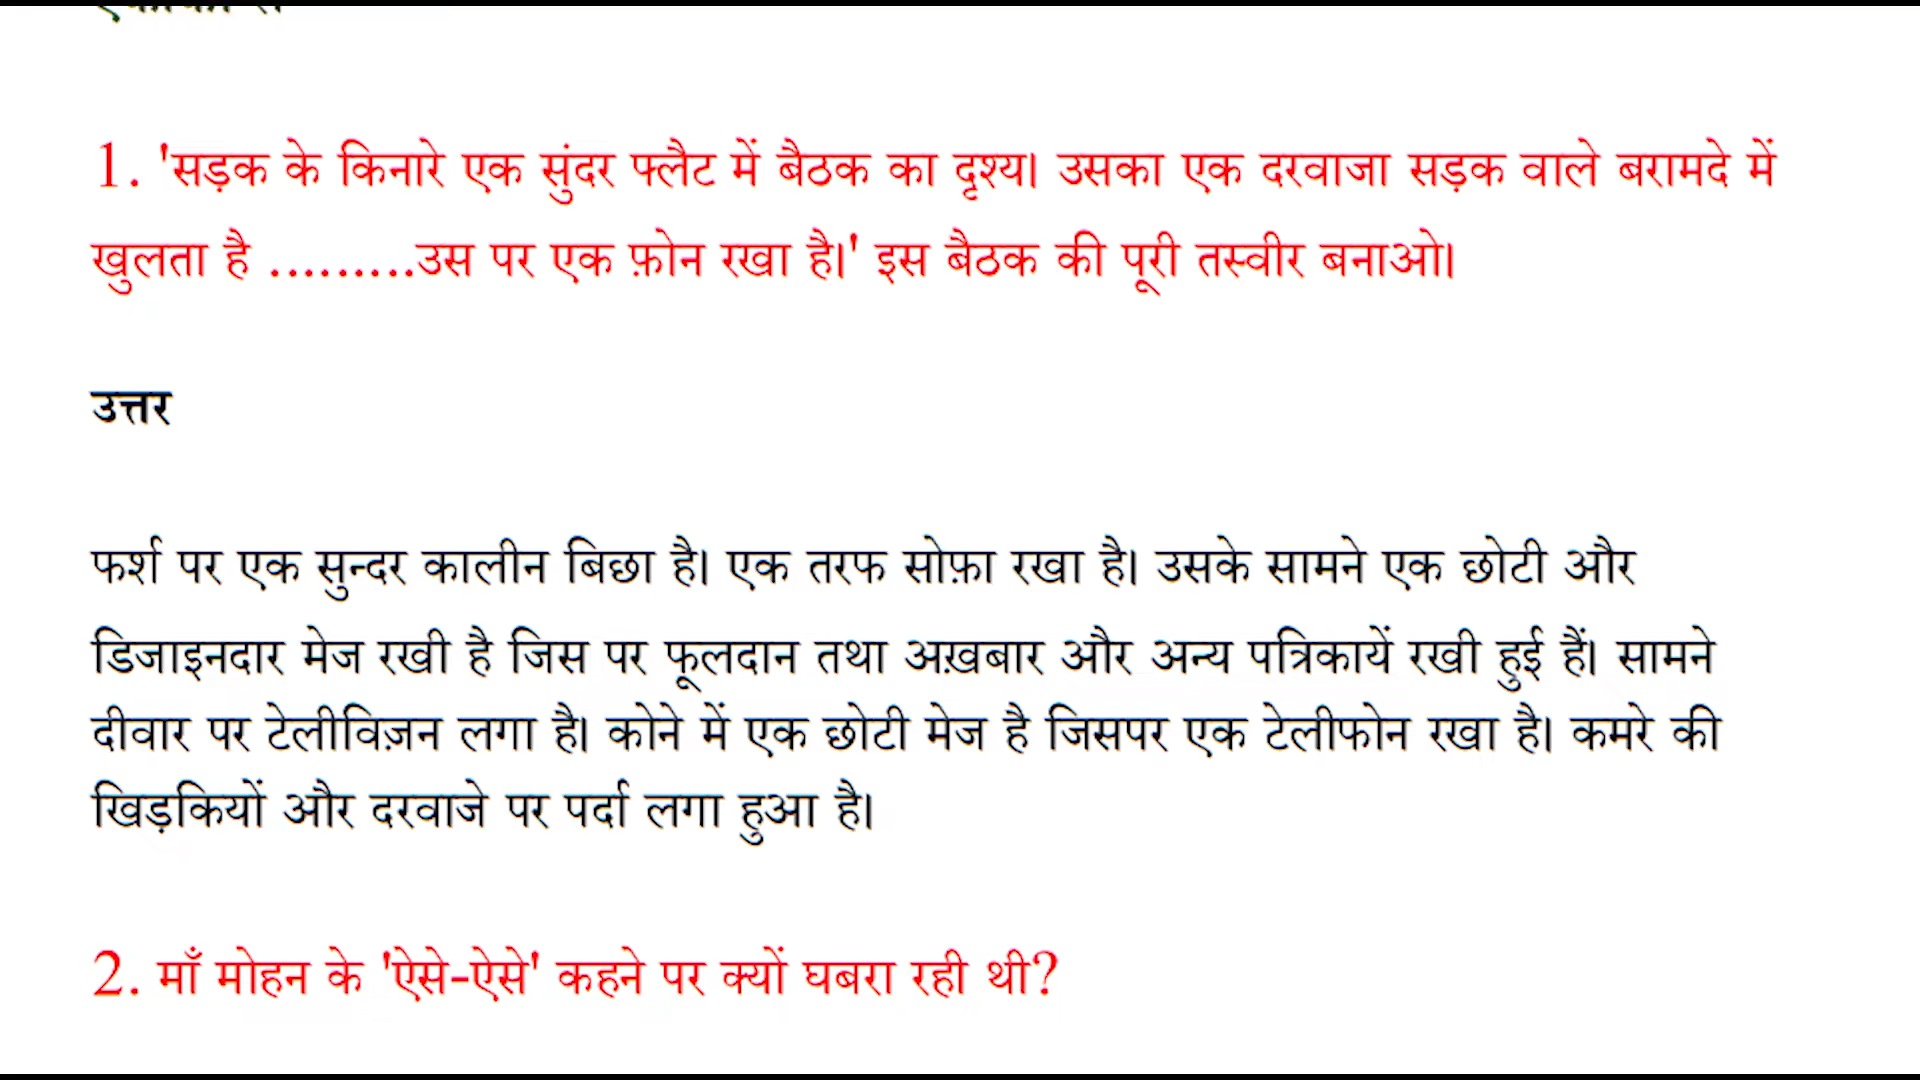 1. 'सड़क के किनारे एक सुंदर फ्लैट में बैठक का दृश्य। उसका एक दरवाजा सड़क वाले बरामदे में
खुलता है .........उस पर एक फ़ोन रखा है।' इस बैठक की पूरी तस्वीर बनाओ।
उत्तर
फर्श पर एक सुन्दर कालीन बिछा है। एक तरफ सोफ़ा रखा है। उसके सामने एक छोटी और
डिजाइनदार मेज रखी है जिस पर फूलदान तथा अख़बार और अन्य पत्रिकायें रखी हुई हैं। सामने
दीवार पर टेलीविज़न लगा है। कोने में एक छोटी मेज है जिसपर एक टेलीफोन रखा है। कमरे की
खिड़कियों और दरवाजे पर पर्दा लगा हुआ है।
2. माँ मोहन के 'ऐसे-ऐसे' कहने पर क्यों घबरा रही थी?